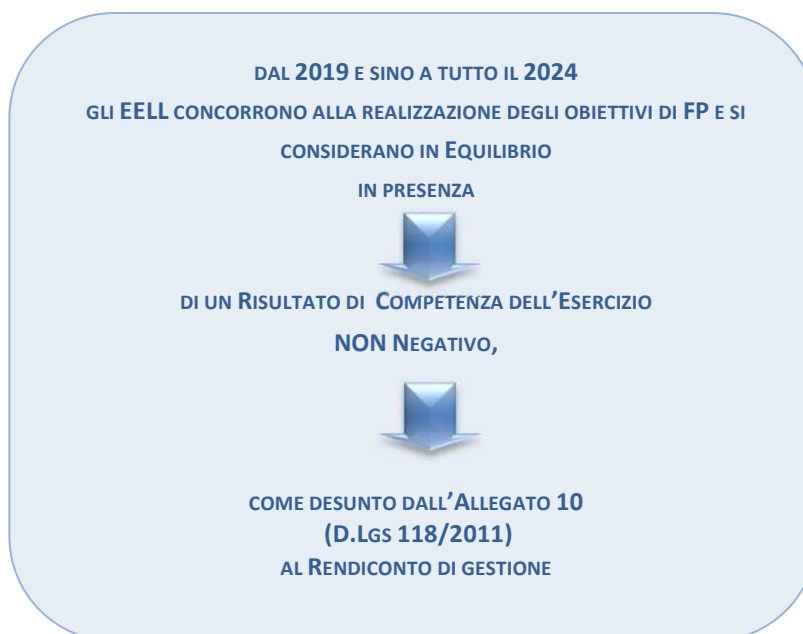 DAL 2019 E SINO A TUTTO IL 2024
GLI EELL CONCORRONO ALLA REALIZZAZIONE DEGLI OBIETTIVI DI FP E SI
CONSIDERANO IN EQUILIBRIO
IN PRESENZA
DI UN RISULTATO DI COMPETENZA DELL'ESERCIZIO
NON NEGATIVO,
COME DESUNTO DALL'ALLEGATO 10
(D.LGS 118/2011)
AL RENDICONTO DI GESTIONE